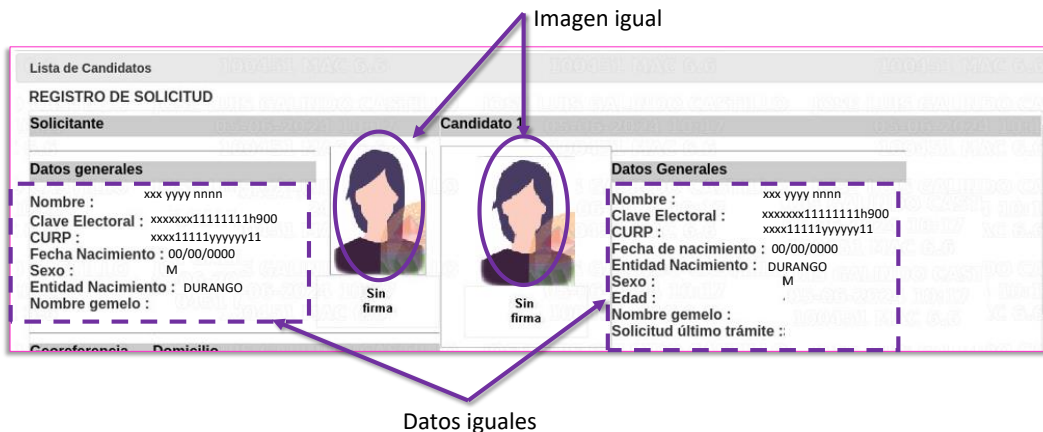 Imagen igual
Lista de Candidatos
REGISTRO DE SOLICITUD
Solicitante
Candidato 1
Datos generales
Nombre : xxx yyyy nnnn
Clave Electoral : xxxxxxx11111111h900
CURP : xxxx11111yyyyyy11
Fecha Nacimiento : 00/00/0000
Sexo : M
Entidad Nacimiento : DURANGO
Nombre gemelo :
Sin
firma
Sin
firma
Datos Generales
Nombre : xxx yyyy nnnn
Clave Electoral : xxxxxxx11111111h900
CURP : xxxx11111yyyyyy11
Fecha de nacimiento : 00/00/0000
Entidad Nacimiento : DURANGO
Sexo : M
Edad :
Nombre gemelo :
Solicitud último trámite :
Georeferencia Domicilio
Datos iguales